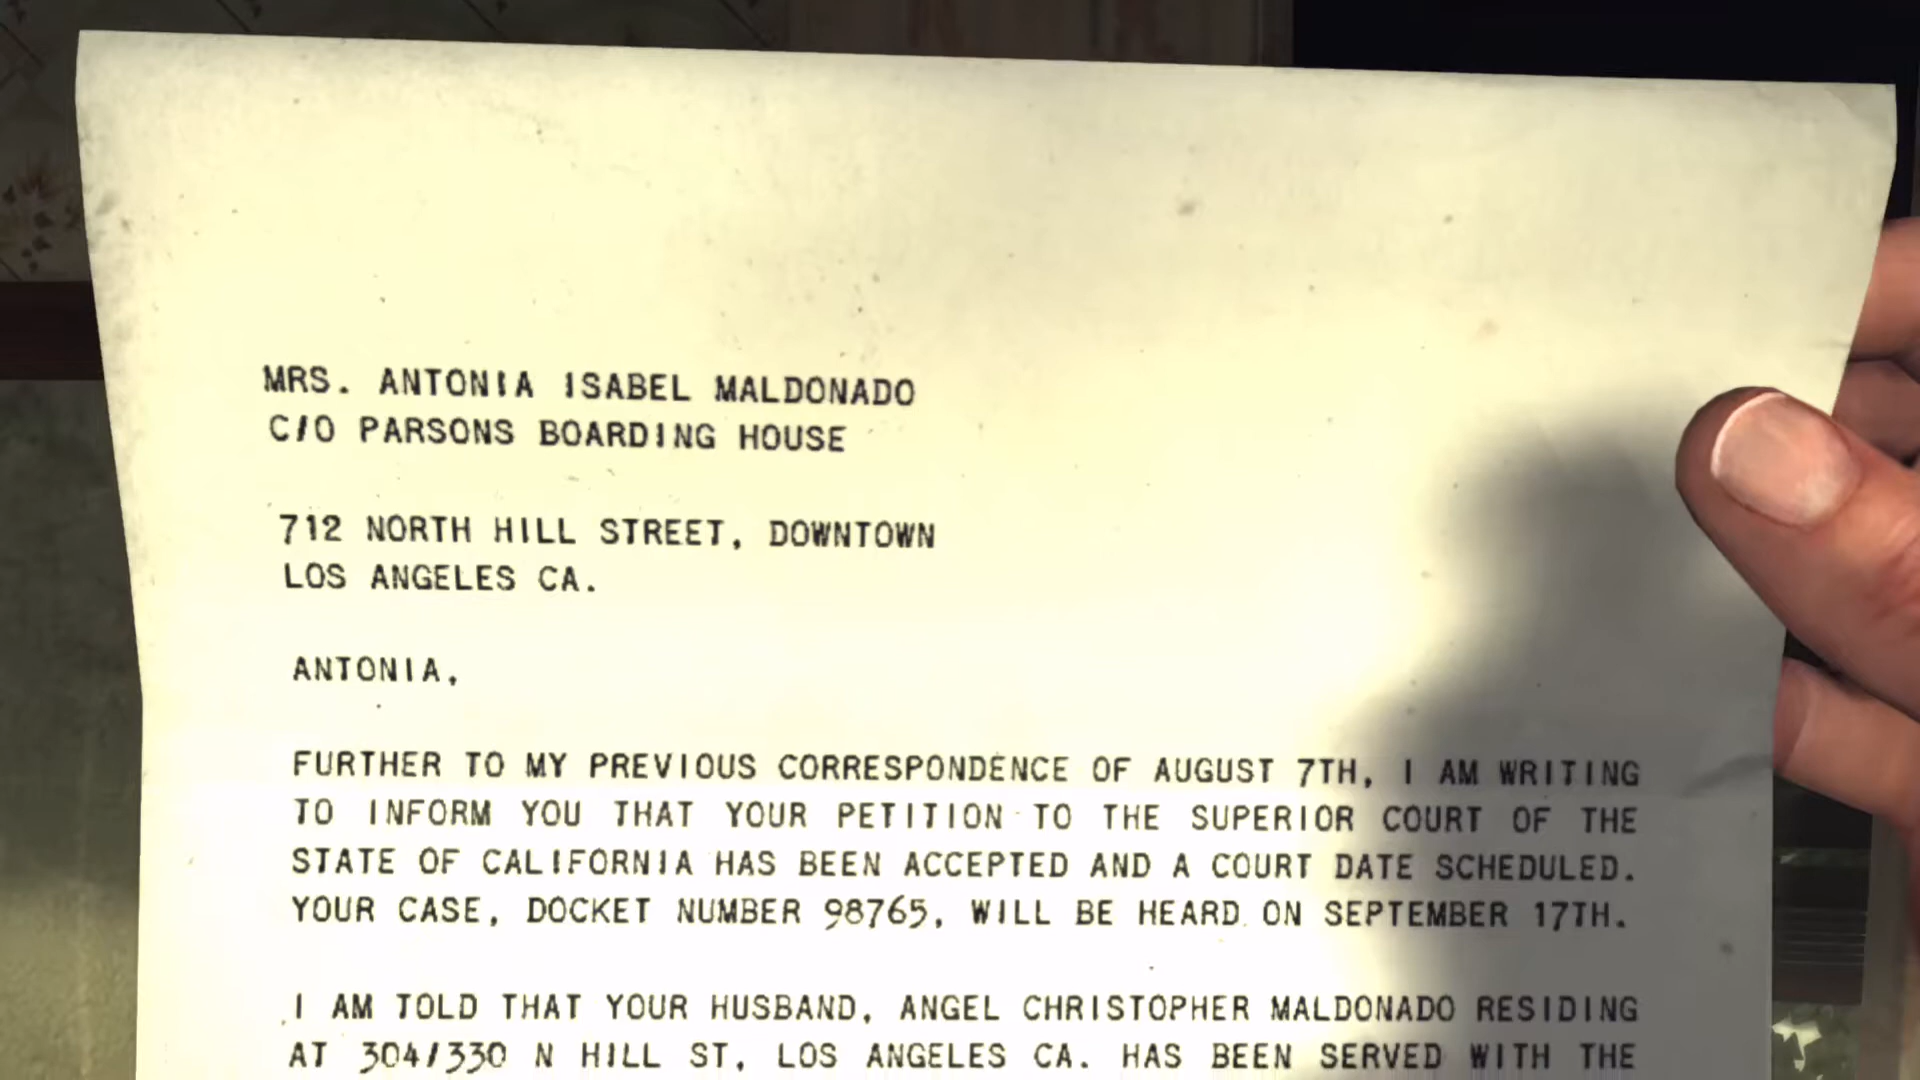 MRS. ANTONIA ISABEL MALDONADO
C/O PARSONS BOARDING HOUSE
712 NORTH HILL STREET, DOWNTOWN
LOS ANGELES CA.
ANTONIA,
FURTHER TO MY PREVIOUS CORRESPONDENCE OF AUGUST 7TH, I AM WRITING
TO INFORM YOU THAT YOUR PETITION TO THE SUPERIOR COURT OF THE
STATE OF CALIFORNIA HAS BEEN ACCEPTED AND A COURT DATE SCHEDULED.
YOUR CASE, DOCKET NUMBER 98765, WILL BE HEARD ON SEPTEMBER 17TH.
I AM TOLD THAT YOUR HUSBAND, ANGEL CHRISTOPHER MALDONADO RESIDING
AT 304/330 N HILL ST, LOS ANGELES CA. HAS BEEN SERVED WITH THE